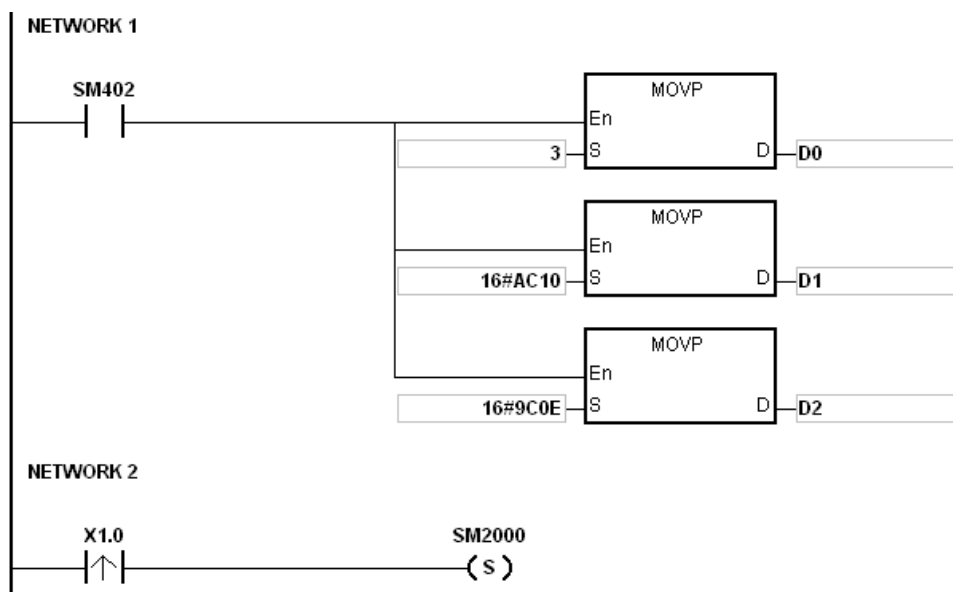 NETWORK 1
SM402
MOVP
En
3 S D D0
MOVP
En
16#AC10 S D D1
MOVP
En
16#9C0E S D D2
NETWORK 2
X1.0 SM2000
S